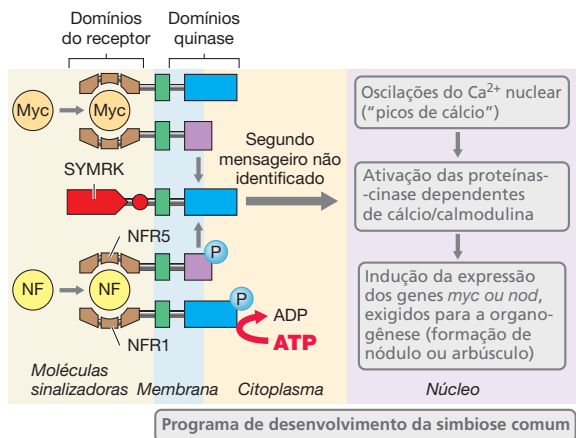 Domínios
do receptor
Domínios
quinase
Myc
Myc
SYMRK
Segundo
mensageiro não
identificado
NFR5
P
NF
NF
P
NFR1
ADP
ATP
Oscilações do Ca2+ nuclear
(“picos de cálcio”)
Ativação das proteínas-
-cinase dependentes
de cálcio/calmodulina
Indução da expressão
dos genes myc ou nod,
exigidos para a organo-
gênese (formação de
nódulo ou arbúsculo)
Moléculas
sinalizadoras
Membrana
Citoplasma
Núcleo
Programa de desenvolvimento da simbiose comum